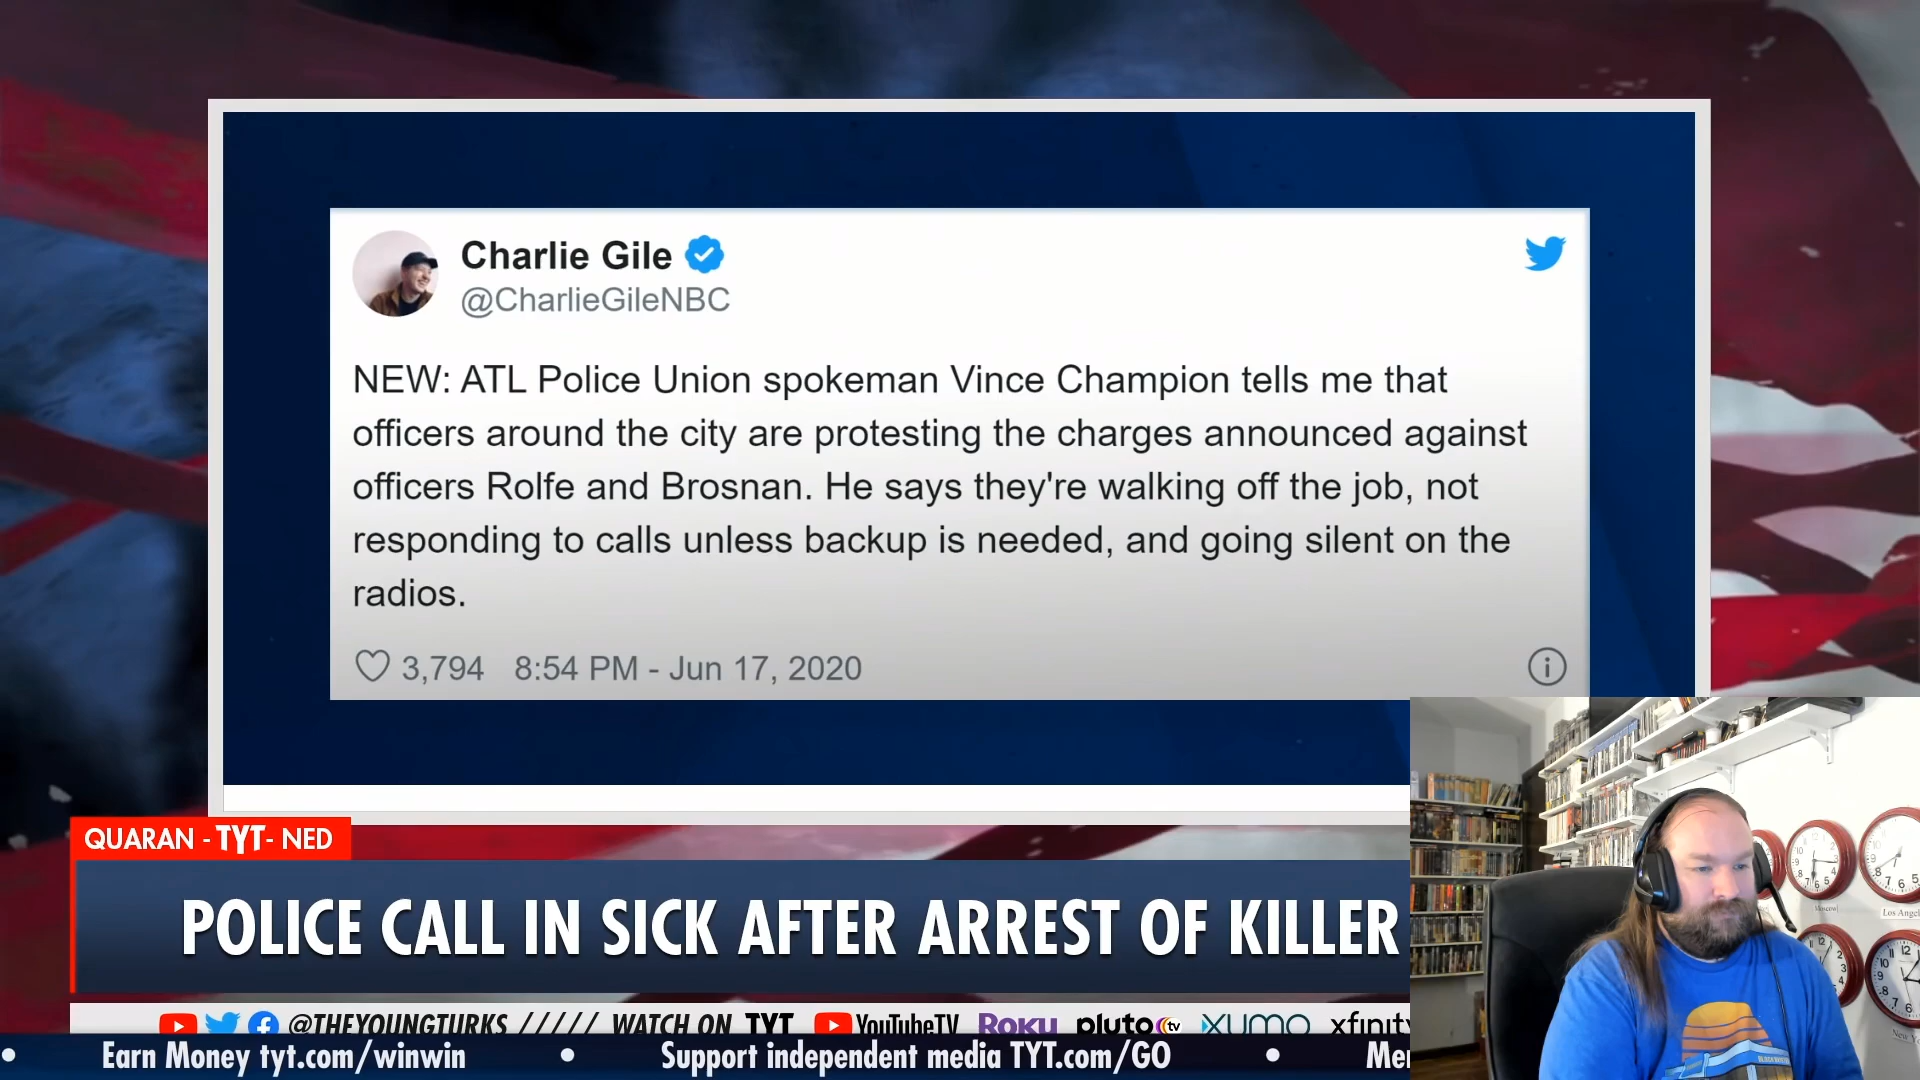 Charlie Gile
@CharlieGileNBC
NEW: ATL Police Union spokeman Vince Champion tells me that
officers around the city are protesting the charges announced against
officers Rolfe and Brosnan. He says they're walking off the job, not
responding to calls unless backup is needed, and going silent on the
radios.
3,794 8:54 PM - Jun 17, 2020
QUARAN - TYT - NED
POLICE CALL IN SICK AFTER ARREST OF KILLER
@THEYOUNGTURKS ///// WATCH ON TYT YouTubeTV ROKU pluto tv XUMO xfinity
• Earn Money tyt.com/winwin • Support independent media TYT.com/GO •
Moscow
Los Angel